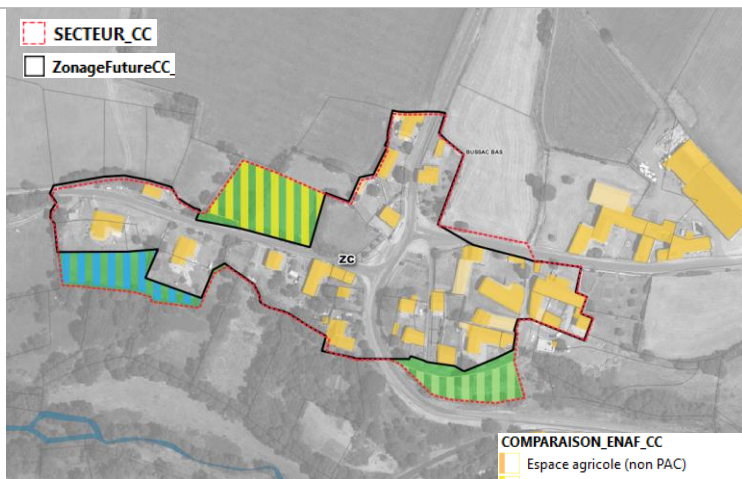 SECTEUR_CC
ZonageFutureCC_
BUSSAC BAS
ZC
COMPARAISON_ENAF_CC
Espace agricole (non PAC)